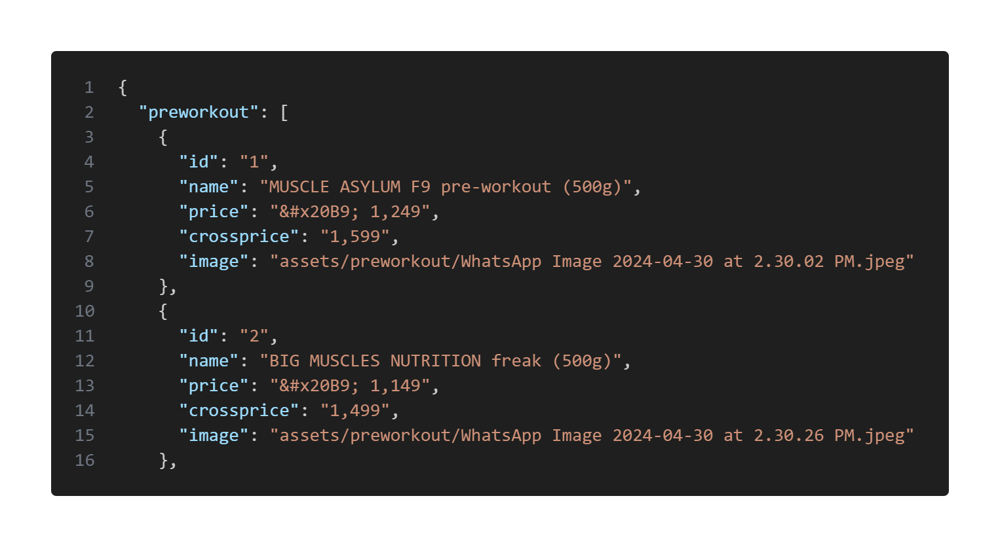 1 {
2 "preworkout": [
3 {
4 "id": "1",
5 "name": "MUSCLE ASYLUM F9 pre-workout (500g)",
6 "price": "&#x20B9; 1,249",
7 "crossprice": "1,599",
8 "image": "assets/preworkout/WhatsApp Image 2024-04-30 at 2.30.02 PM.jpeg"
9 },
10 {
11 "id": "2",
12 "name": "BIG MUSCLES NUTRITION freak (500g)",
13 "price": "&#x20B9; 1,149",
14 "crossprice": "1,499",
15 "image": "assets/preworkout/WhatsApp Image 2024-04-30 at 2.30.26 PM.jpeg"
16 },